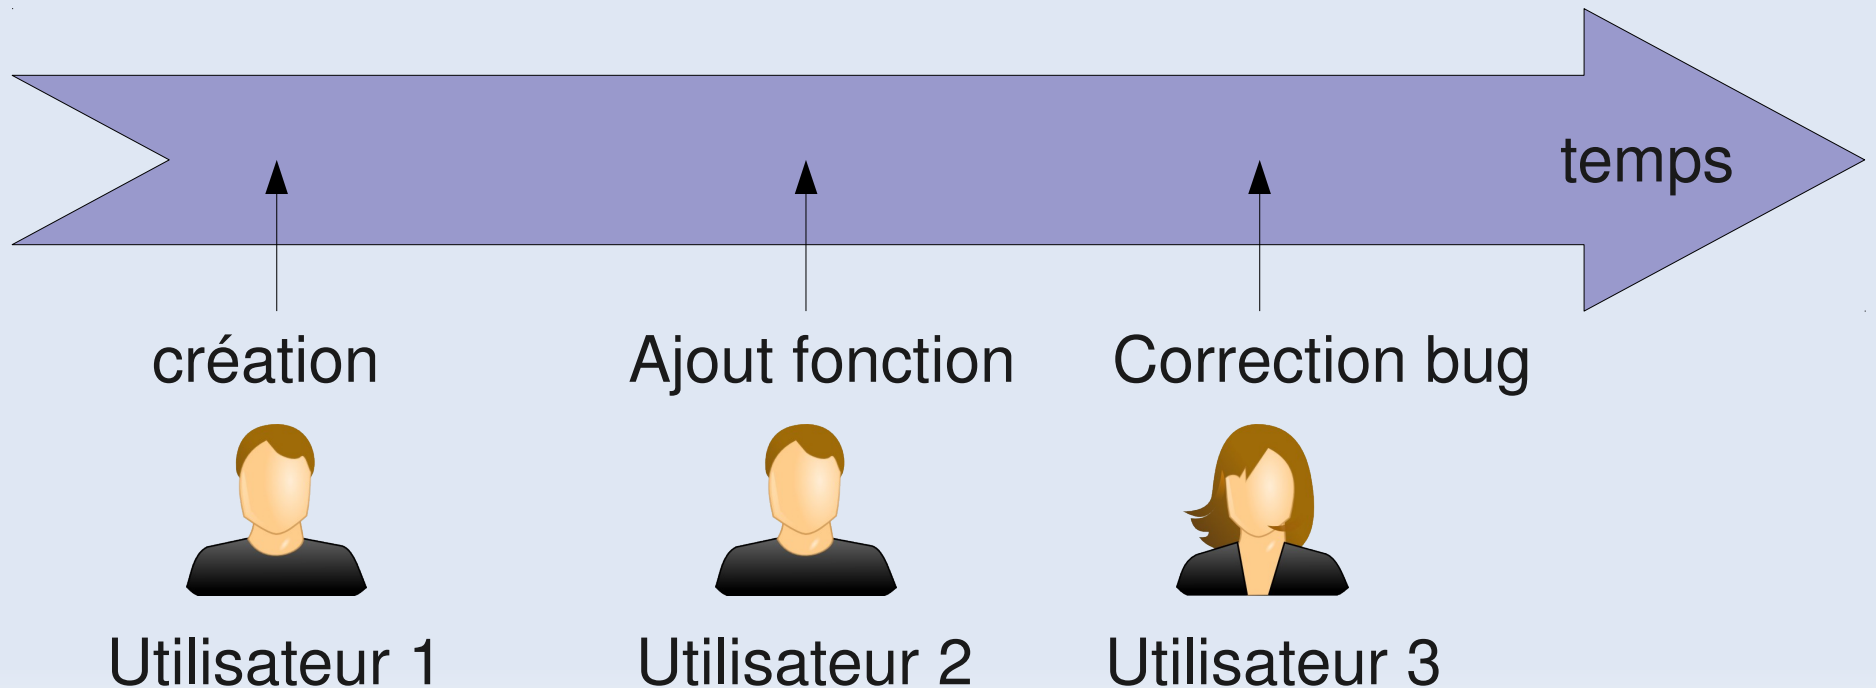 temps
création
Ajout fonction
Correction bug
Utilisateur 1
Utilisateur 2
Utilisateur 3